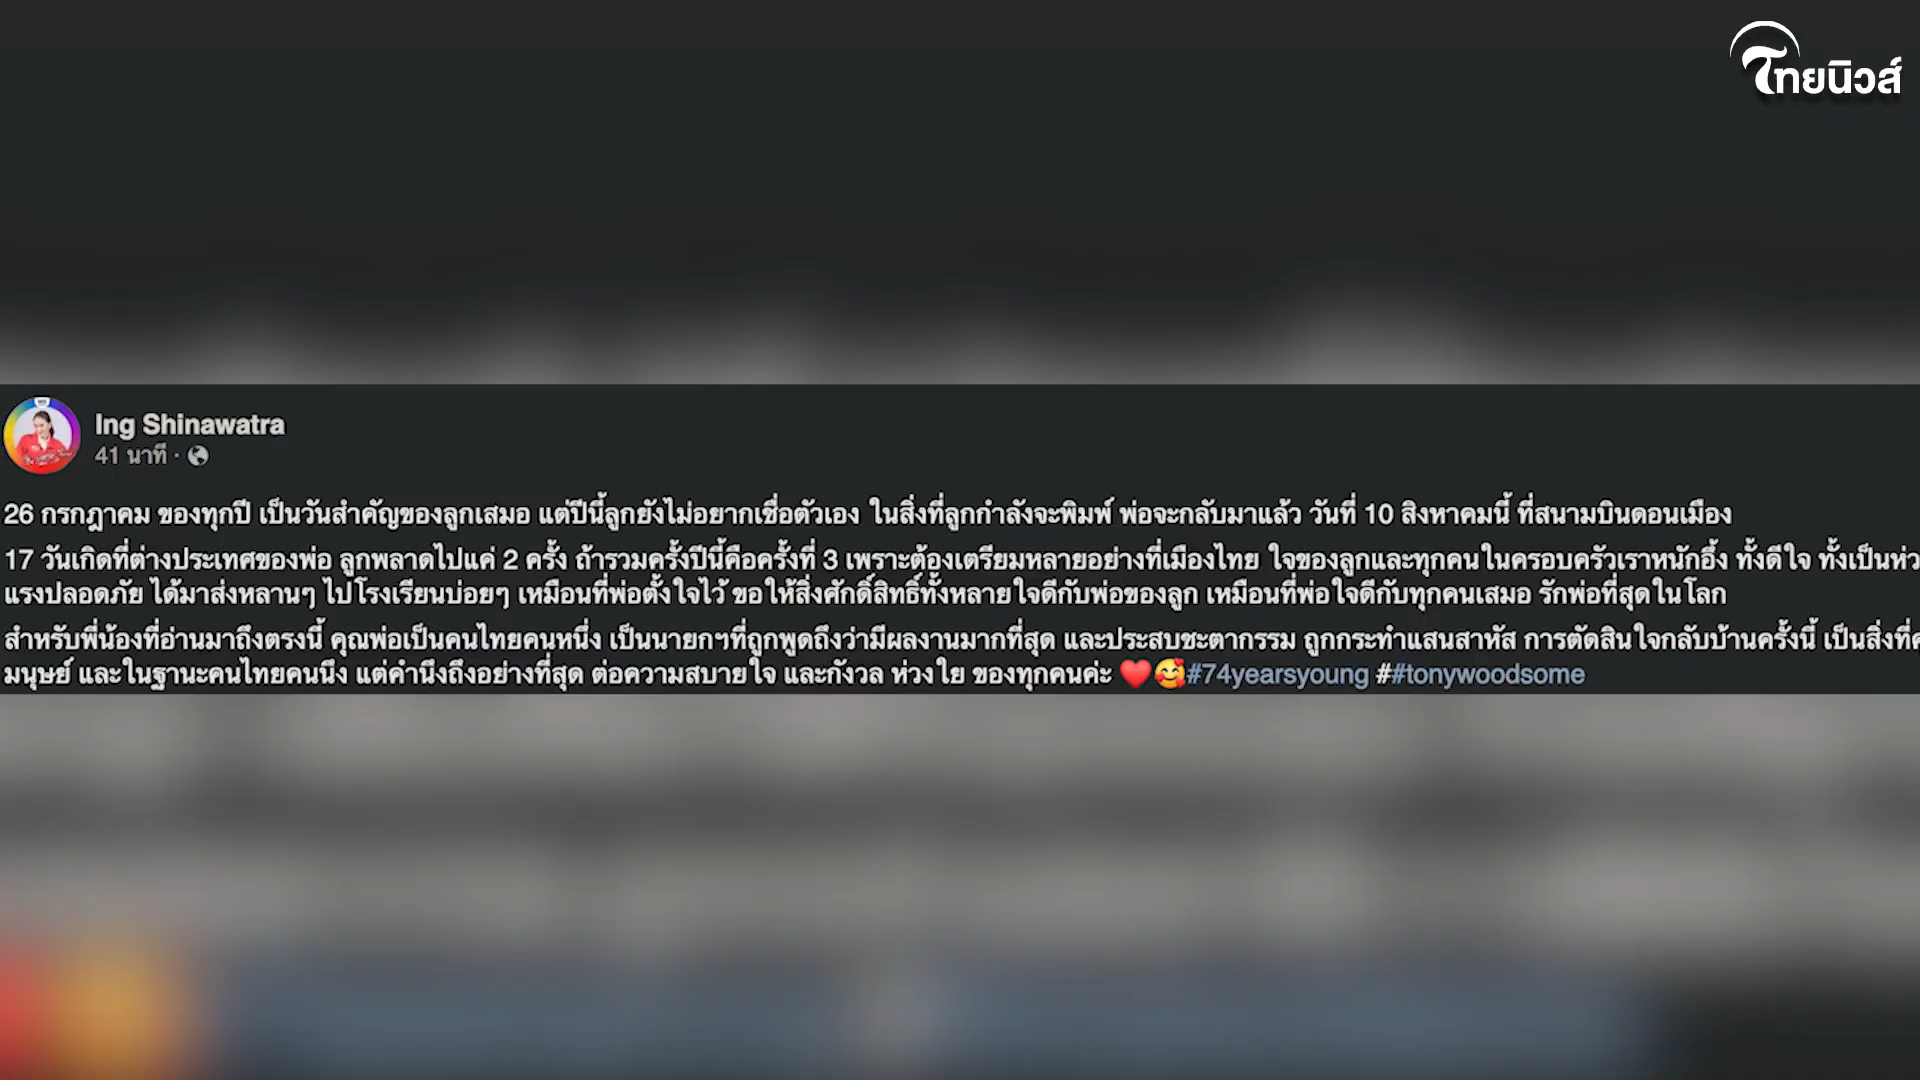 ไทยนิวส์
Ing Shinawatra
41 นาที ·
26 กรกฎาคม ของทุกปี เป็นวันสำคัญของลูกเสมอ แต่ปีนี้ลูกยังไม่อยากเชื่อตัวเอง ในสิ่งที่ลูกกำลังจะพิมพ์ พ่อจะกลับมาแล้ว วันที่ 10 สิงหาคมนี้ ที่สนามบินดอนเมือง
17 วันเกิดที่ต่างประเทศของพ่อ ลูกพลาดไปแค่ 2 ครั้ง ถ้ารวมครั้งปีนี้คือครั้งที่ 3 เพราะต้องเตรียมหลายอย่างที่เมืองไทย ใจของลูกและทุกคนในครอบครัวเราหนักอึ้ง ทั้งดีใจ ทั้งเป็นห่ว
แรงปลอดภัย ได้มาส่งหลานๆ ไปโรงเรียนบ่อยๆ เหมือนที่พ่อตั้งใจไว้ ขอให้สิ่งศักดิ์สิทธิ์ทั้งหลายใจดีกับพ่อของลูก เหมือนที่พ่อใจดีกับทุกคนเสมอ รักพ่อที่สุดในโลก
สำหรับพี่น้องที่อ่านมาถึงตรงนี้ คุณพ่อเป็นคนไทยคนหนึ่ง เป็นนายกฯที่ถูกพูดถึงว่ามีผลงานมากที่สุด และประสบชะตากรรม ถูกกระทำแสนสาหัส การตัดสินใจกลับบ้านครั้งนี้ เป็นสิ่งที่
มนุษย์ และในฐานะคนไทยคนนึง แต่คำนึงถึงอย่างที่สุด ต่อความสบายใจ และกังวล ห่วงใย ของทุกคนค่ะ ❤️🥰#74yearsyoung ##tonywoodsome